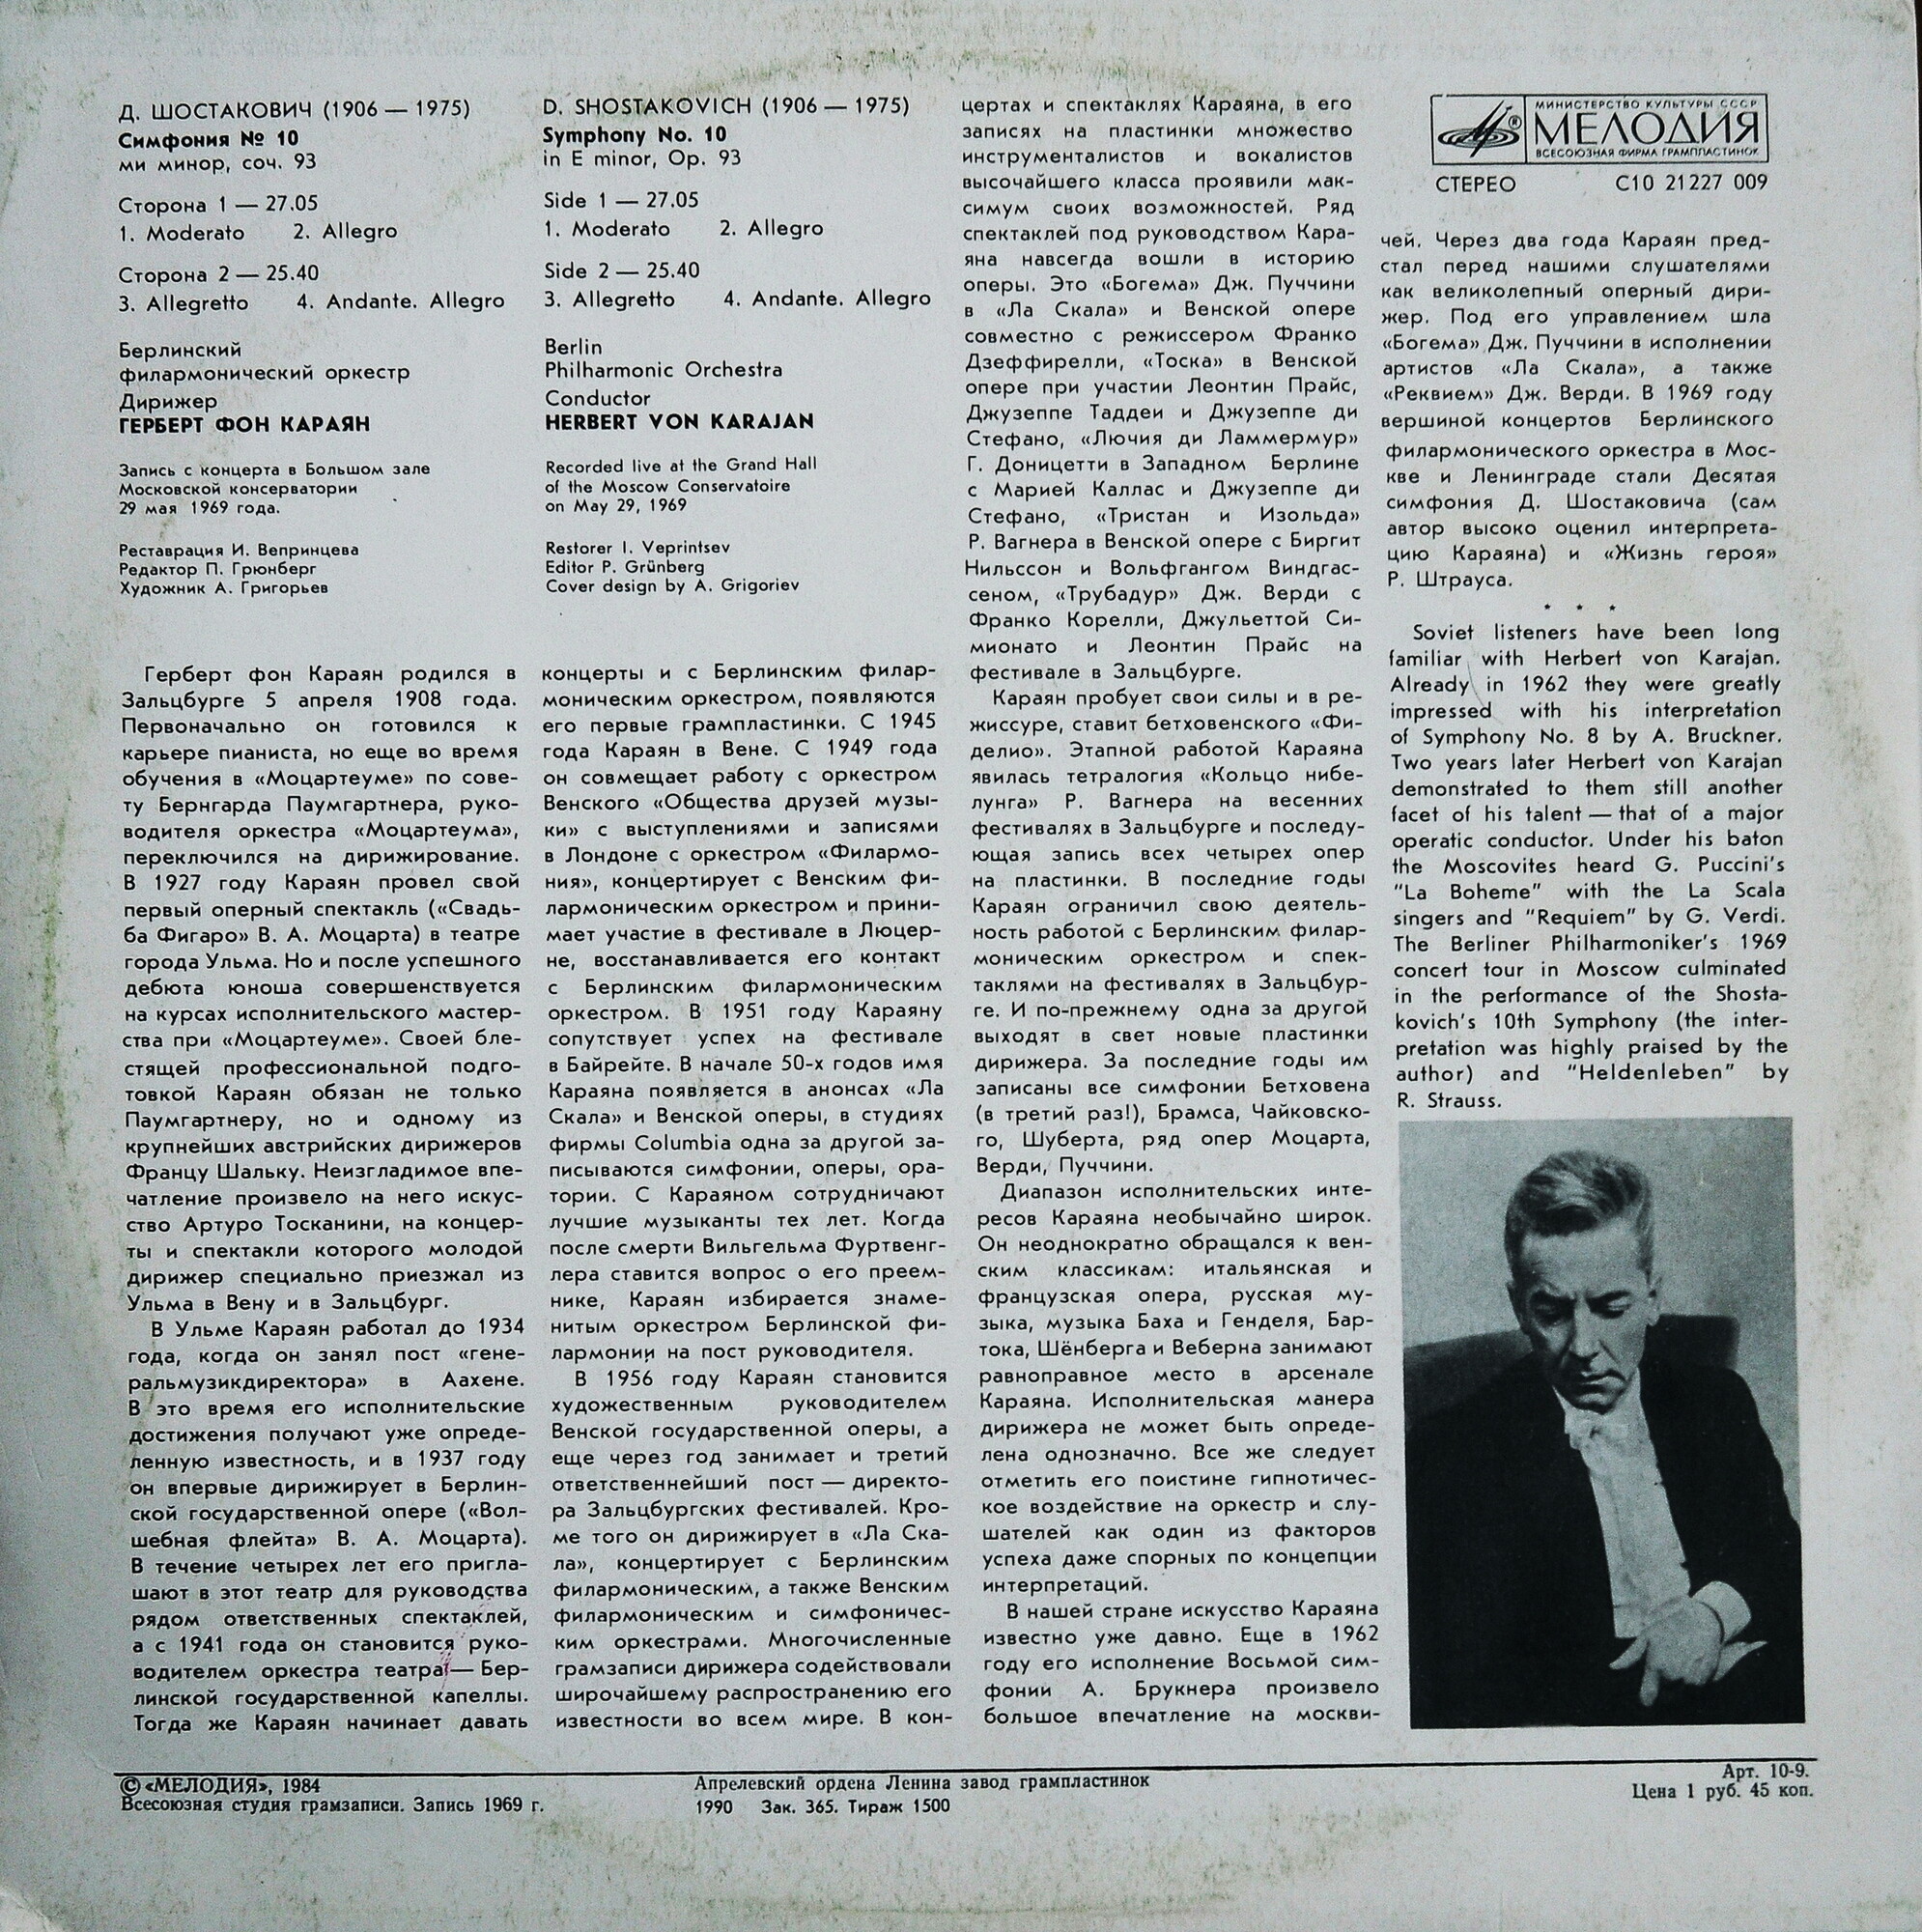 Д. ШОСТАКОВИЧ (1906 — 1975)
Симфония № 10
ми минор, соч. 93
Сторона 1 — 27.05
1. Moderato 2. Allegro
Сторона 2 — 25.40
3. Allegretto 4. Andante. Allegro
Берлинский
филармонический оркестр
Дирижер
ГЕРБЕРТ ФОН КАРАЯН
Запись с концерта в Большом зале
Московской консерватории
29 мая 1969 года.
Реставрация И. Вепринцева
Редактор П. Грюнберг
Художник А. Григорьев
D. SHOSTAKOVICH (1906 — 1975)
Symphony No. 10
in E minor, Op. 93
Side 1 — 27.05
1. Moderato 2. Allegro
Side 2 — 25.40
3. Allegretto 4. Andante. Allegro
Berlin
Philharmonic Orchestra
Conductor
HERBERT VON KARAJAN
Recorded live at the Grand Hall
of the Moscow Conservatoire
on May 29, 1969
Restorer I. Veprintsev
Editor P. Grünberg
Cover design by A. Grigoriev
Герберт фон Караян родился в
Зальцбурге 5 апреля 1908 года.
Первоначально он готовился к
карьере пианиста, но еще во время
обучения в «Моцартеуме» по сове-
ту Бернгарда Паумгартнера, руко-
водителя оркестра «Моцартеума»,
переключился на дирижирование.
В 1927 году Караян провел свой
первый оперный спектакль («Свадь-
ба Фигаро» В. А. Моцарта) в театре
города Ульма. Но и после успешного
дебюта юноша совершенствуется
на курсах исполнительского мастер-
ства при «Моцартеуме». Своей бле-
стящей профессиональной подго-
товкой Караян обязан не только
Паумгартнеру, но и одному из
крупнейших австрийских дирижеров
Францу Шальку. Неизгладимое впе-
чатление произвело на него искус-
ство Артуро Тосканини, на концер-
ты и спектакли которого молодой
дирижер специально приезжал из
Ульма в Вену и в Зальцбург.
В Ульме Караян работал до 1934
года, когда он занял пост «гене-
ральмузикдиректора» в Аахене.
В это время его исполнительские
достижения получают уже опреде-
ленную известность, и в 1937 году
он впервые дирижирует в Берлин-
ской государственной опере («Вол-
шебная флейта» В. А. Моцарта).
В течение четырех лет его пригла-
шают в этот театр для руководства
рядом ответственных спектаклей,
а с 1941 года он становится руко-
водителем оркестра театра — Бер-
линской государственной капеллы.
Тогда же Караян начинает давать
концерты и с Берлинским филар-
моническим оркестром, появляются
его первые грампластинки. С 1945
года Караян в Вене. С 1949 года
он совмещает работу с оркестром
Венского «Общества друзей музы-
ки» с выступлениями и записями
в Лондоне с оркестром «Филармо-
ния», концертирует с Венским фи-
лармоническим оркестром и прини-
мает участие в фестивале в Люцер-
не, восстанавливается его контакт
с Берлинским филармоническим
оркестром. В 1951 году Караяну
сопутствует успех на фестивале
в Байрейте. В начале 50-х годов имя
Караяна появляется в анонсах «Ла
Скала» и Венской оперы, в студиях
фирмы Columbia одна за другой за-
писываются симфонии, оперы, ора-
тории. С Караяном сотрудничают
лучшие музыканты тех лет. Когда
после смерти Вильгельма Фуртвенг-
лера ставится вопрос о его преем-
нике, Караян избирается знаме-
нитым оркестром Берлинской фи-
лармонии на пост руководителя.
В 1956 году Караян становится
художественным руководителем
Венской государственной оперы, а
еще через год занимает и третий
ответственнейший пост — директо-
ра Зальцбургских фестивалей. Кро-
ме того он дирижирует в «Ла Ска-
ла», концертирует с Берлинским
филармоническим, а также Венским
филармоническим и симфоничес-
ким оркестрами. Многочисленные
грамзаписи дирижера содействовали
широчайшему распространению его
известности во всем мире. В кон-
цертах и спектаклях Караяна, в его
записях на пластинки множество
инструменталистов и вокалистов
высочайшего класса проявили мак-
симум своих возможностей. Ряд
спектаклей под руководством Кара-
яна навсегда вошли в историю
оперы. Это «Богема» Дж. Пуччини
в «Ла Скала» и Венской опере
совместно с режиссером Франко
Дзеффирелли, «Тоска» в Венской
опере при участии Леонтин Прайс,
Джузеппе Таддеи и Джузеппе ди
Стефано, «Лючия ди Ламмермур»
Г. Доницетти в Западном Берлине
с Марией Каллас и Джузеппе ди
Стефано, «Тристан и Изольда»
Р. Вагнера в Венской опере с Биргит
Нильссон и Вольфгангом Виндгас-
сеном, «Трубадур» Дж. Верди с
Франко Корелли, Джульеттой Си-
мионато и Леонтин Прайс на
фестивале в Зальцбурге.
Караян пробует свои силы и в ре-
жиссуре, ставит бетховенского «Фи-
делио». Этапной работой Караяна
явилась тетралогия «Кольцо нибе-
лунга» Р. Вагнера на весенних
фестивалях в Зальцбурге и последу-
ющая запись всех четырех опер
на пластинки. В последние годы
Караян ограничил свою деятель-
ность работой с Берлинским филар-
моническим оркестром и спек-
таклями на фестивалях в Зальцбур-
ге. И по-прежнему одна за другой
выходят в свет новые пластинки
дирижера. За последние годы им
записаны все симфонии Бетховена
(в третий раз!), Брамса, Чайковско-
го, Шуберта, ряд опер Моцарта,
Верди, Пуччини.
Диапазон исполнительских инте-
ресов Караяна необычайно широк.
Он неоднократно обращался к вен-
ским классикам: итальянская и
французская опера, русская му-
зыка, музыка Баха и Генделя, Бар-
тока, Шёнберга и Веберна занимают
равноправное место в арсенале
Караяна. Исполнительская манера
дирижера не может быть опреде-
лена однозначно. Все же следует
отметить его поистине гипнотичес-
кое воздействие на оркестр и слу-
шателей как один из факторов
успеха даже спорных по концепции
интерпретаций.
В нашей стране искусство Караяна
известно уже давно. Еще в 1962
году его исполнение Восьмой сим-
фонии А. Брукнера произвело
большое впечатление на москви-
МИНИСТЕРСТВО КУЛЬТУРЫ СССР
МЕЛОДИЯ
ВСЕСОЮЗНАЯ ФИРМА ГРАМПЛАСТИНОК
СТЕРЕО С10 21227 009
чей. Через два года Караян пред-
стал перед нашими слушателями
как великолепный оперный дири-
жер. Под его управлением шла
«Богема» Дж. Пуччини в исполнении
артистов «Ла Скала», а также
«Реквием» Дж. Верди. В 1969 году
вершиной концертов Берлинского
филармонического оркестра в Мос-
кве и Ленинграде стали Десятая
симфония Д. Шостаковича (сам
автор высоко оценил интерпрета-
цию Караяна) и «Жизнь героя»
Р. Штрауса.
* * *
Soviet listeners have been long
familiar with Herbert von Karajan.
Already in 1962 they were greatly
impressed with his interpretation
of Symphony No. 8 by A. Bruckner.
Two years later Herbert von Karajan
demonstrated to them still another
facet of his talent — that of a major
operatic conductor. Under his baton
the Moscovites heard G. Puccini's
"La Boheme" with the La Scala
singers and "Requiem" by G. Verdi.
The Berliner Philharmoniker's 1969
concert tour in Moscow culminated
in the performance of the Shosta-
kovich's 10th Symphony (the inter-
pretation was highly praised by the
author) and "Heldenleben" by
R. Strauss.
© «МЕЛОДИЯ», 1984
Всесоюзная студия грамзаписи. Запись 1969 г.
Апрелевский ордена Ленина завод грампластинок
1990 Зак. 365. Тираж 1500
Арт. 10-9.
Цена 1 руб. 45 коп.